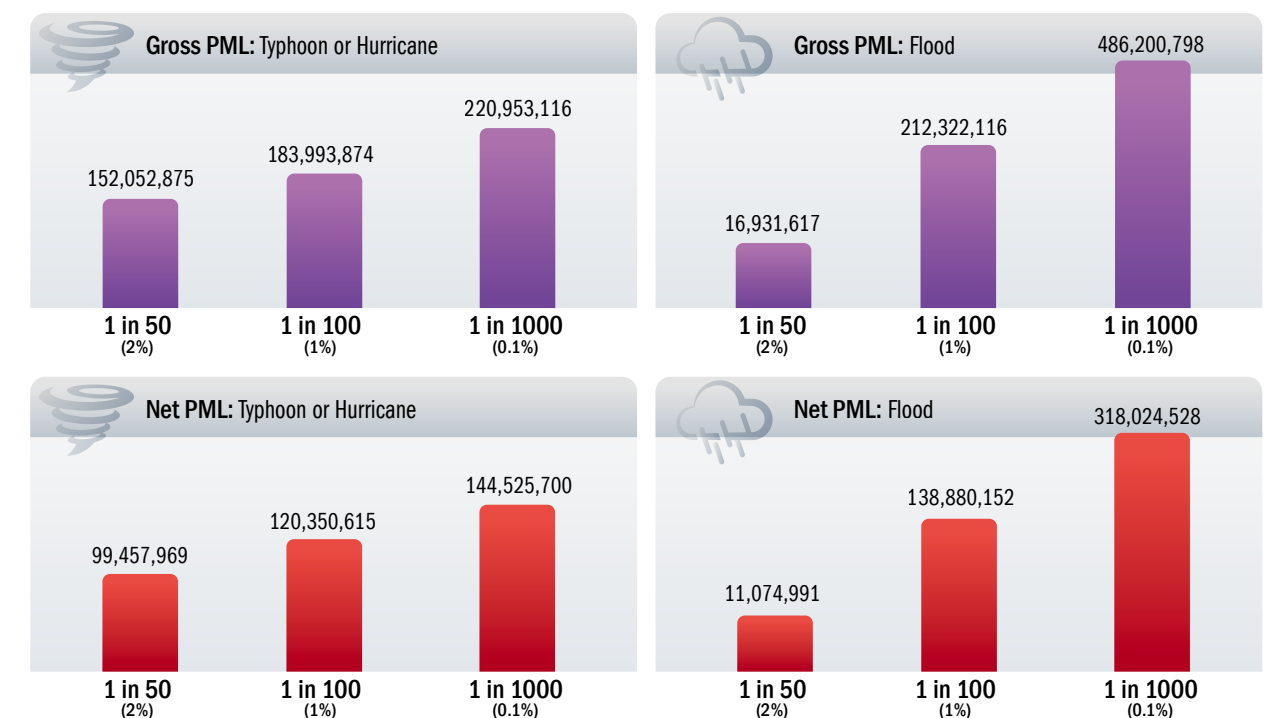 Gross PML: Typhoon or Hurricane
152,052,875
183,993,874
220,953,116
1 in 50
(2%)
1 in 100
(1%)
1 in 1000
(0.1%)
Gross PML: Flood
16,931,617
212,322,116
486,200,798
1 in 50
(2%)
1 in 100
(1%)
1 in 1000
(0.1%)
Net PML: Typhoon or Hurricane
99,457,969
120,350,615
144,525,700
1 in 50
(2%)
1 in 100
(1%)
1 in 1000
(0.1%)
Net PML: Flood
11,074,991
138,880,152
318,024,528
1 in 50
(2%)
1 in 100
(1%)
1 in 1000
(0.1%)